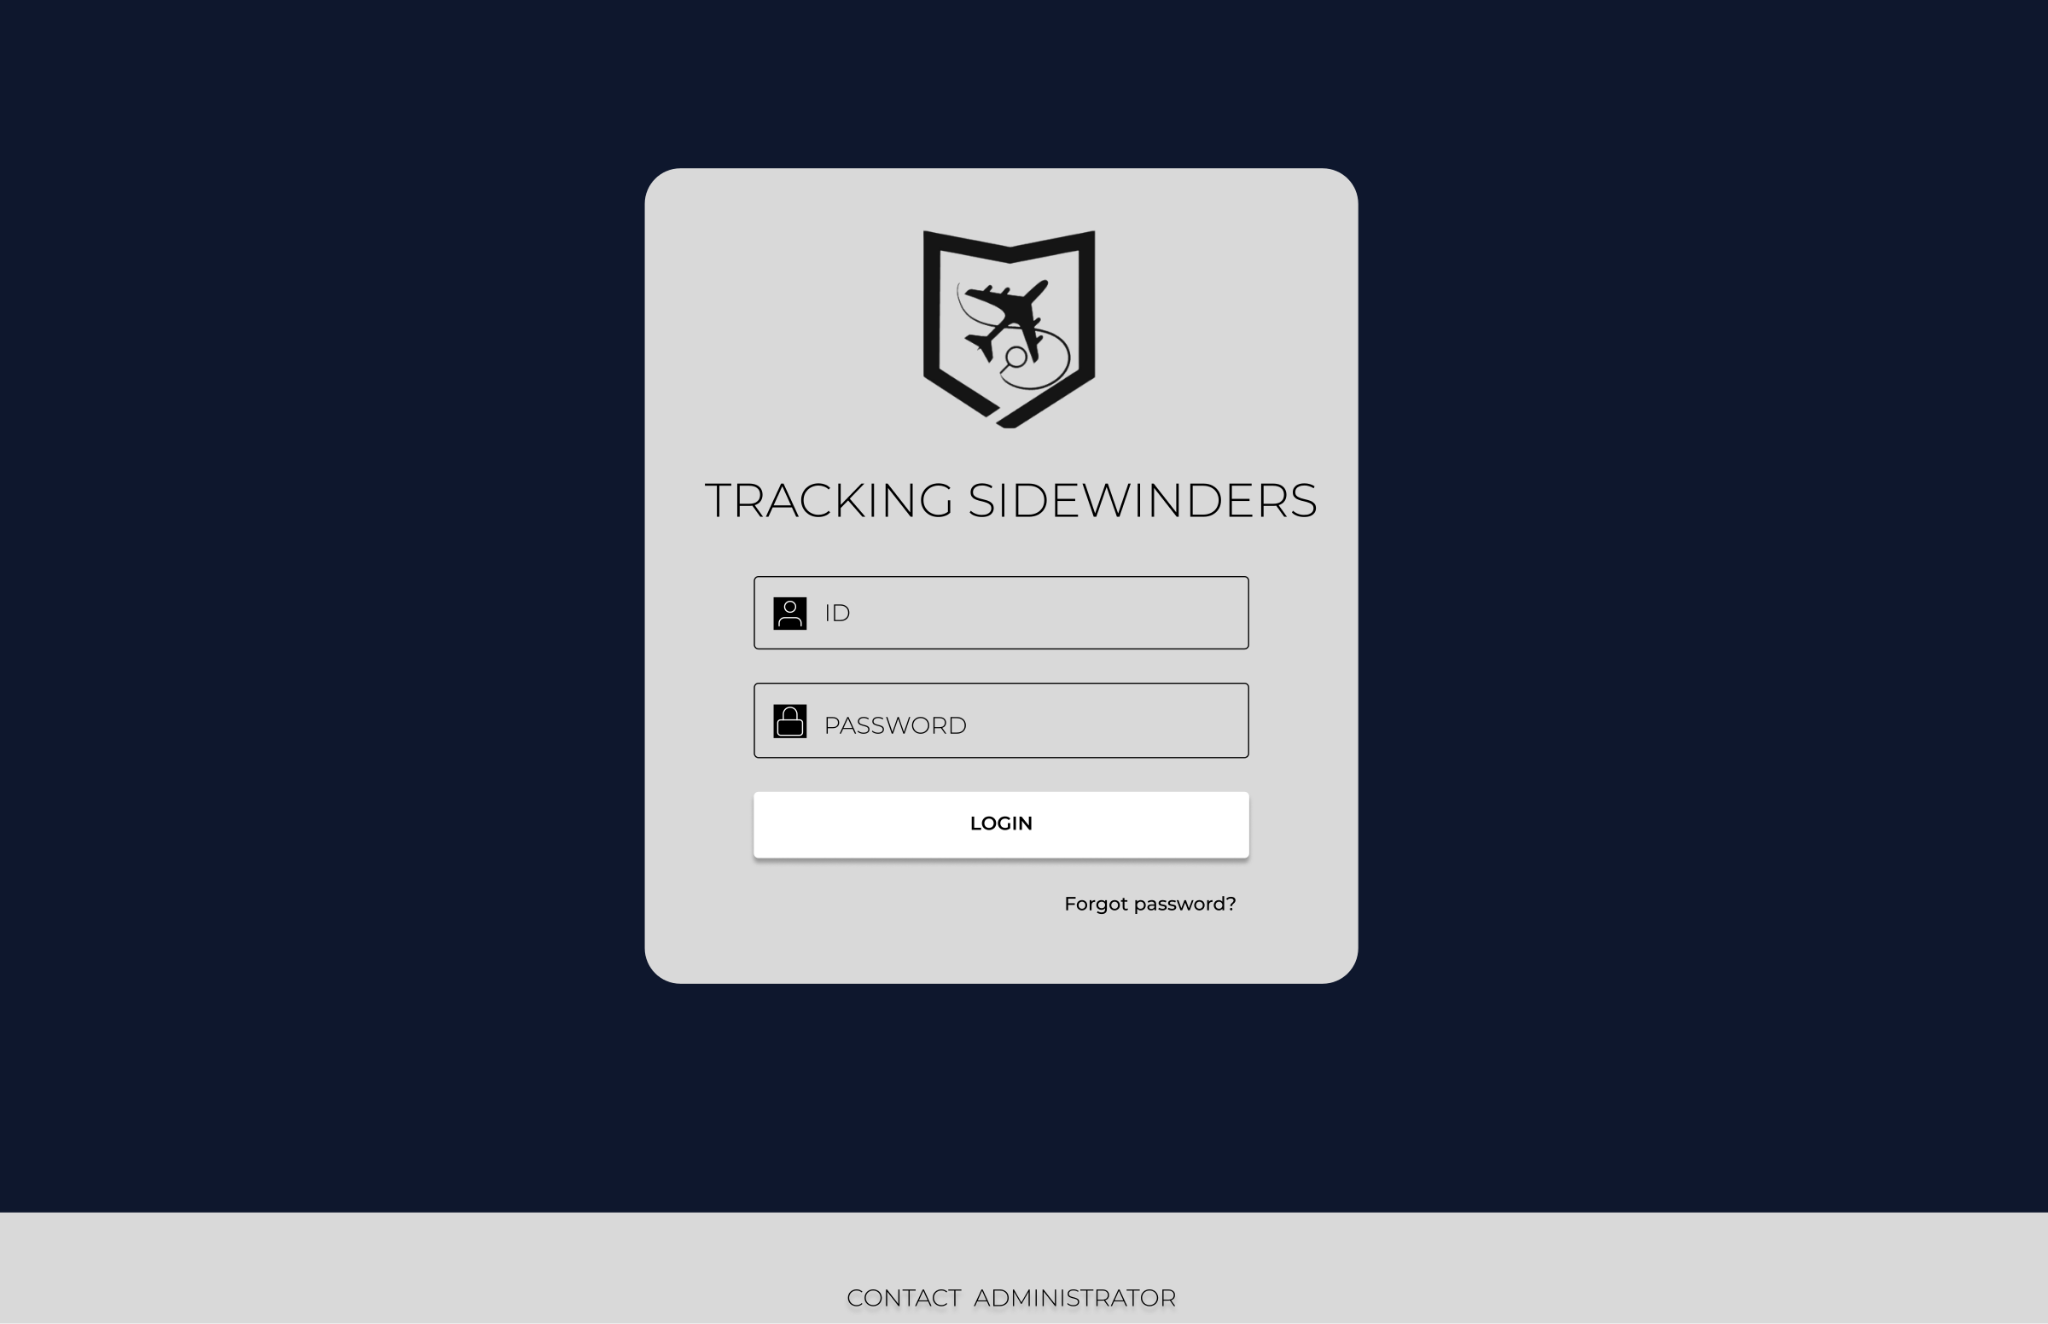 TRACKING SIDEWINDERS
ID
PASSWORD
LOGIN
Forgot password?
CONTACT ADMINISTRATOR